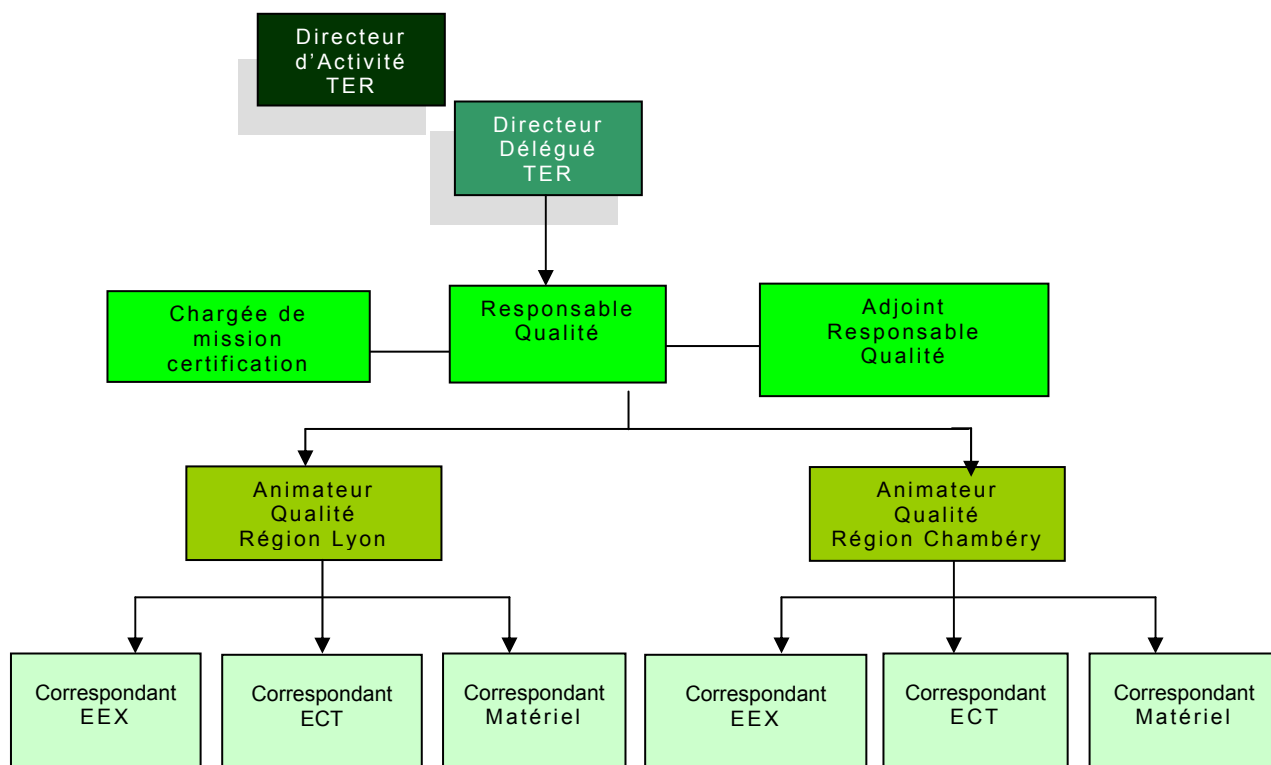 Directeur
d'Activité
TER
Directeur
Délégué
TER
Chargée de
mission
certification
Responsable
Qualité
Adjoint
Responsable
Qualité
Animateur
Qualité
Région Lyon
Animateur
Qualité
Région Chambéry
Correspondant
EEX
Correspondant
ECT
Correspondant
Matériel
Correspondant
EEX
Correspondant
ECT
Correspondant
Matériel